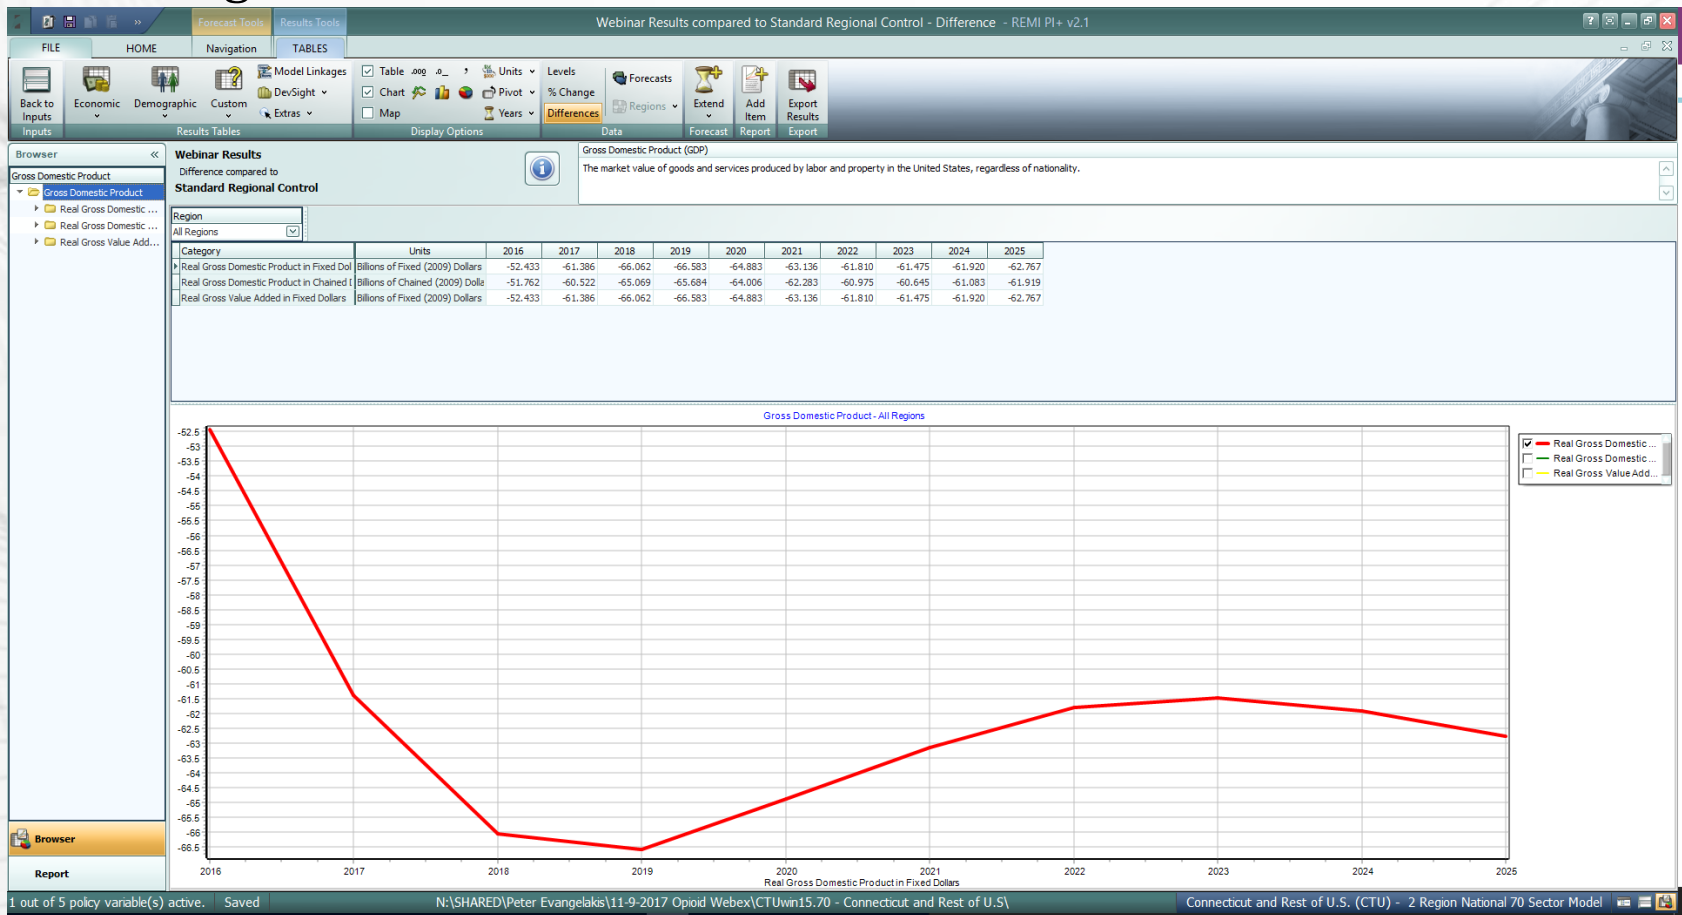 Forecast Tools Results Tools Webinar Results compared to Standard Regional Control - Difference - REMI PI+ v2.1
FILE HOME Navigation TABLES
Back to Inputs
Economic
Demographic
Custom
Model Linkages
DevSight
Extras
Table .000 .0_ , Units
Chart Pivot
Map Years
Levels
% Change
Differences
Forecasts
Regions
Extend
Add Item
Export Results
Inputs Results Tables Display Options Data Forecast Report Export
Browser «
Gross Domestic Product
Gross Domestic Product
Real Gross Domestic ...
Real Gross Domestic ...
Real Gross Value Add...
Webinar Results
Difference compared to
Standard Regional Control
Gross Domestic Product (GDP)
The market value of goods and services produced by labor and property in the United States, regardless of nationality.
Region
All Regions
Category Units 2016 2017 2018 2019 2020 2021 2022 2023 2024 2025
Real Gross Domestic Product in Fixed Dol Billions of Fixed (2009) Dollars -52.433 -61.386 -66.062 -66.583 -64.883 -63.136 -61.810 -61.475 -61.920 -62.767
Real Gross Domestic Product in Chained [ Billions of Chained (2009) Dolla -51.762 -60.522 -65.069 -65.684 -64.006 -62.283 -60.975 -60.645 -61.083 -61.919
Real Gross Value Added in Fixed Dollars Billions of Fixed (2009) Dollars -52.433 -61.386 -66.062 -66.583 -64.883 -63.136 -61.810 -61.475 -61.920 -62.767
Gross Domestic Product - All Regions
-52.5
-53
-53.5
-54
-54.5
-55
-55.5
-56
-56.5
-57
-57.5
-58
-58.5
-59
-59.5
-60
-60.5
-61
-61.5
-62
-62.5
-63
-63.5
-64
-64.5
-65
-65.5
-66
-66.5
2016 2017 2018 2019 2020 2021 2022 2023 2024 2025
Real Gross Domestic Product in Fixed Dollars
Real Gross Domestic ...
Real Gross Domestic ...
Real Gross Value Add...
Browser
Report
1 out of 5 policy variable(s) active. Saved N:\SHARED\Peter Evangelakis\11-9-2017 Opioid Webex\CTUwin15.70 - Connecticut and Rest of U.S\ Connecticut and Rest of U.S. (CTU) - 2 Region National 70 Sector Model